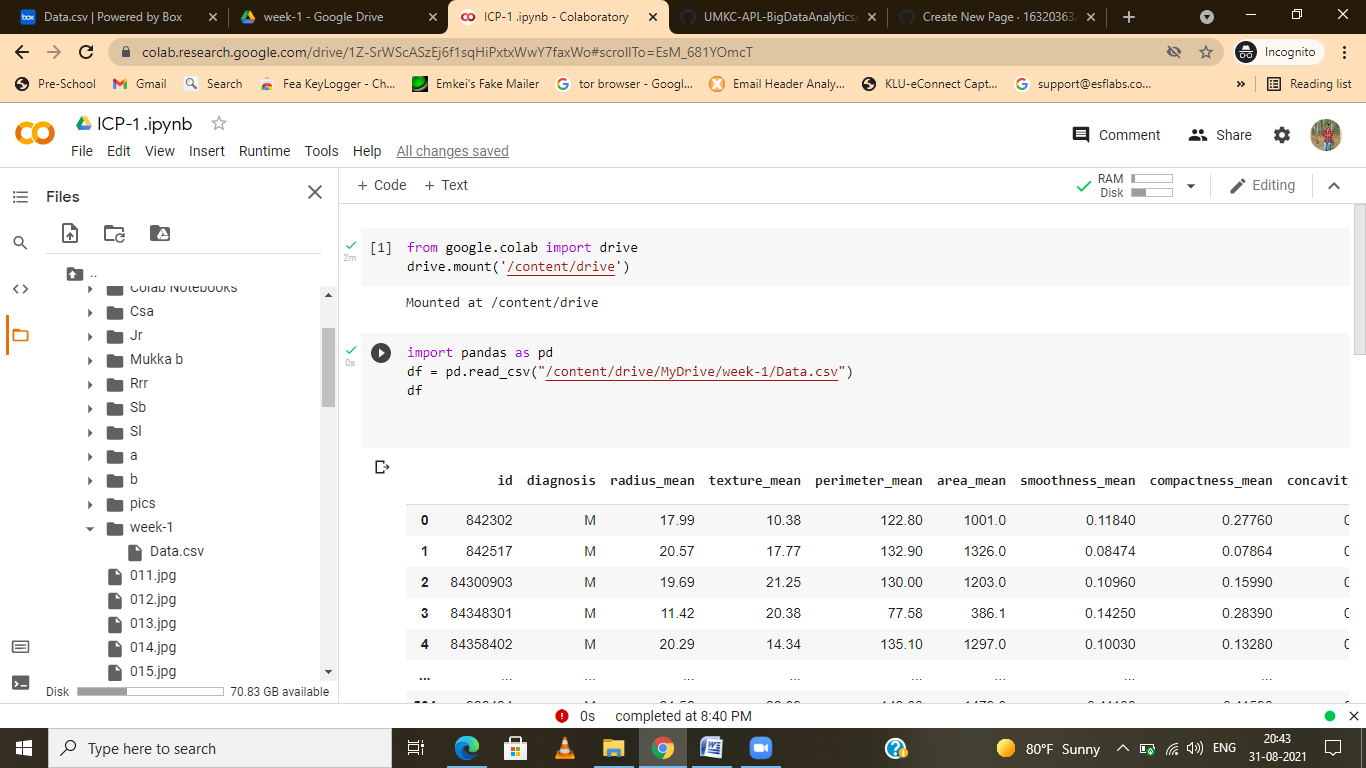 Data.csv | Powered by Box
week-1 - Google Drive
ICP-1 .ipynb - Colaboratory
UMKC-APL-BigDataAnalytics/
Create New Page · 16320363/
colab.research.google.com/drive/1Z-SrWScASzEj6f1sqHiPxtxWwY7faxWo#scrollTo=EsM_681YOmcT
Incognito
Pre-School
Gmail
Search
Fea KeyLogger - Ch...
Emkei's Fake Mailer
tor browser - Googl...
Email Header Analy...
KLU-eConnect Capt...
support@esflabs.co...
»
Reading list
ICP-1 .ipynb
Comment
Share
File Edit View Insert Runtime Tools Help All changes saved
Files
+ Code + Text
RAM
Disk
Editing
..
Colab Notebooks
Csa
Jr
Mukka b
Rrr
Sb
Sl
a
b
pics
week-1
Data.csv
011.jpg
012.jpg
013.jpg
014.jpg
015.jpg
Disk 70.83 GB available
[1] from google.colab import drive
2m
drive.mount('/content/drive')
Mounted at /content/drive
import pandas as pd
0s
df = pd.read_csv("/content/drive/MyDrive/week-1/Data.csv")
df
id diagnosis radius_mean texture_mean perimeter_mean area_mean smoothness_mean compactness_mean concavit
0 842302 M 17.99 10.38 122.80 1001.0 0.11840 0.27760
1 842517 M 20.57 17.77 132.90 1326.0 0.08474 0.07864
2 84300903 M 19.69 21.25 130.00 1203.0 0.10960 0.15990
3 84348301 M 11.42 20.38 77.58 386.1 0.14250 0.28390
4 84358402 M 20.29 14.34 135.10 1297.0 0.10030 0.13280
... ... ... ... ... ... ... ... ...
0s completed at 8:40 PM
Type here to search
80°F Sunny
ENG
20:43
31-08-2021